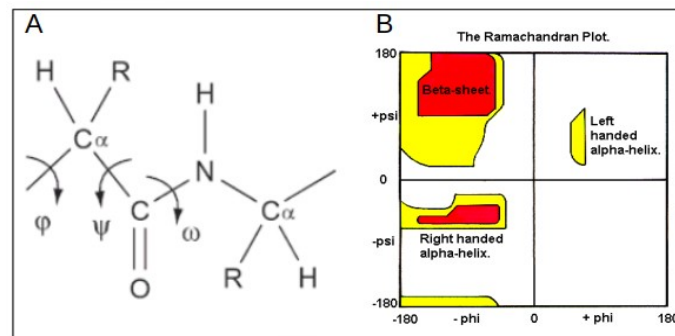 A
H
R
H
Cα
N
φ
ψ
C
ω
Cα
O
R
H
B
The Ramachandran Plot.
180
Beta-sheet.
+psi
Left
handed
alpha-helix.
0
-psi
Right handed
alpha-helix.
-180
-180
- phi
0
+ phi
180